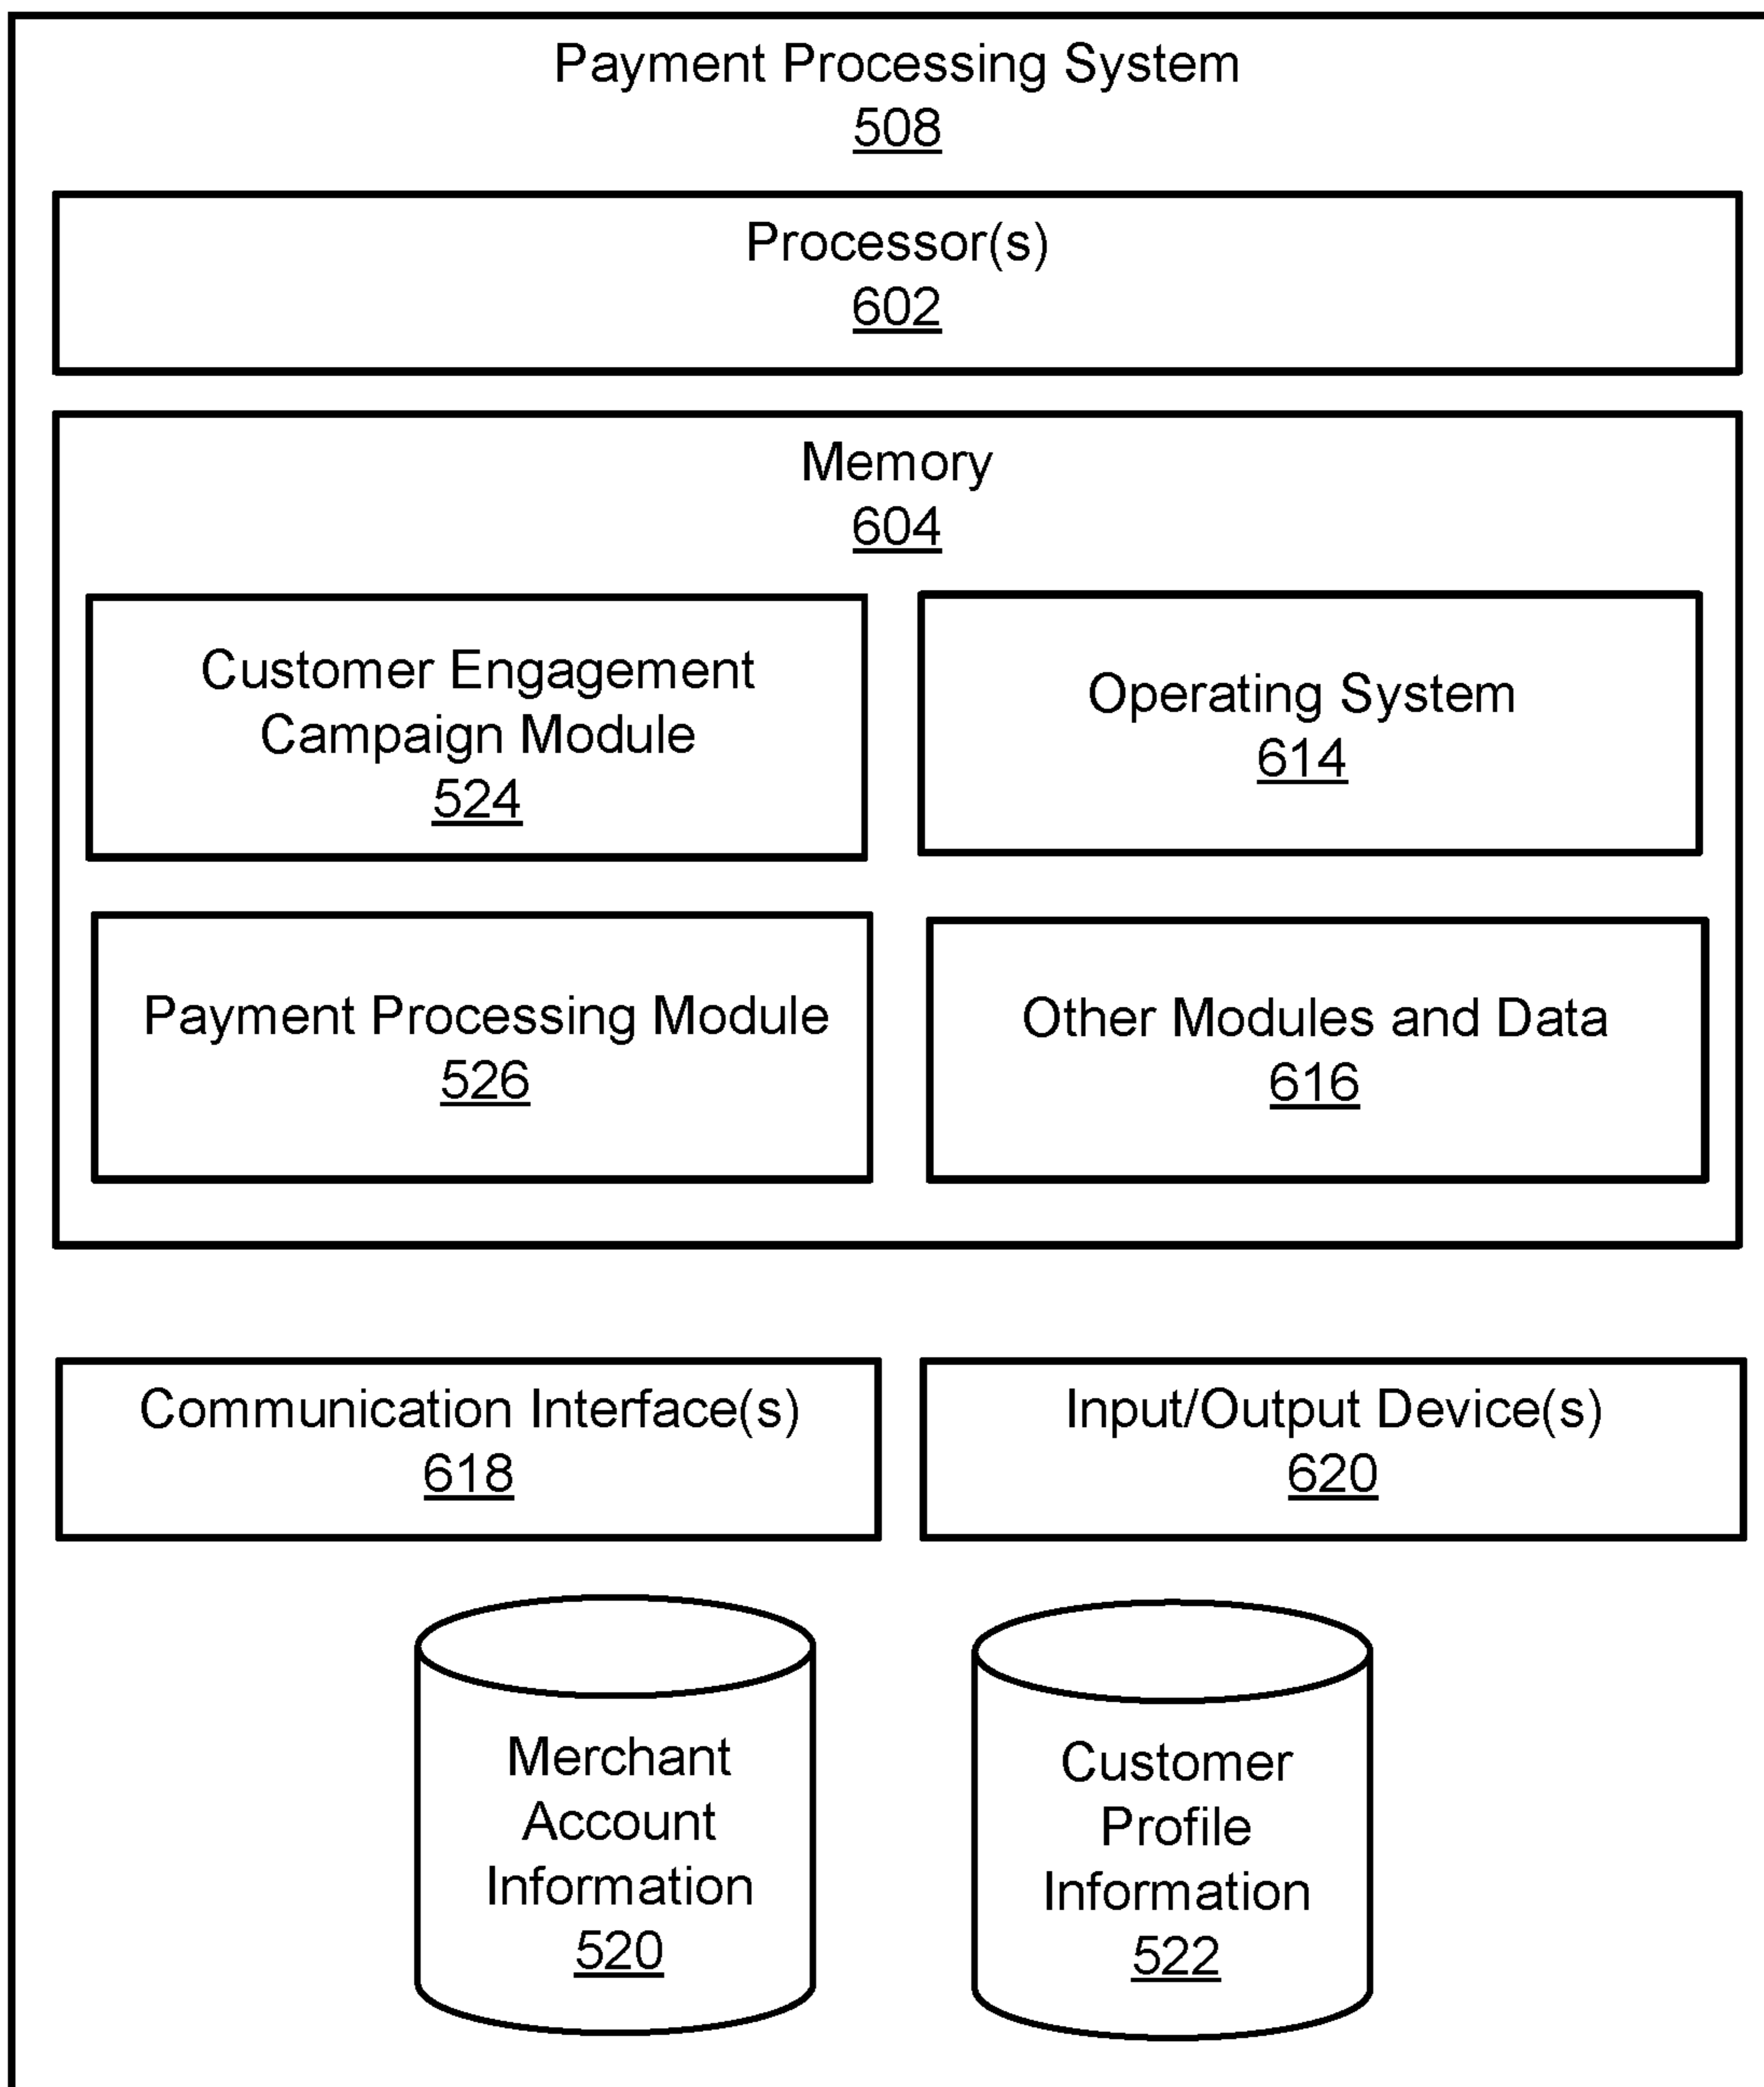 Payment Processing System
508
Processor(s)
602
Memory
604
Customer Engagement
Campaign Module
524
Operating System
614
Payment Processing Module
526
Other Modules and Data
616
Communication Interface(s)
618
Input/Output Device(s)
620
Merchant
Account
Information
520
Customer
Profile
Information
522